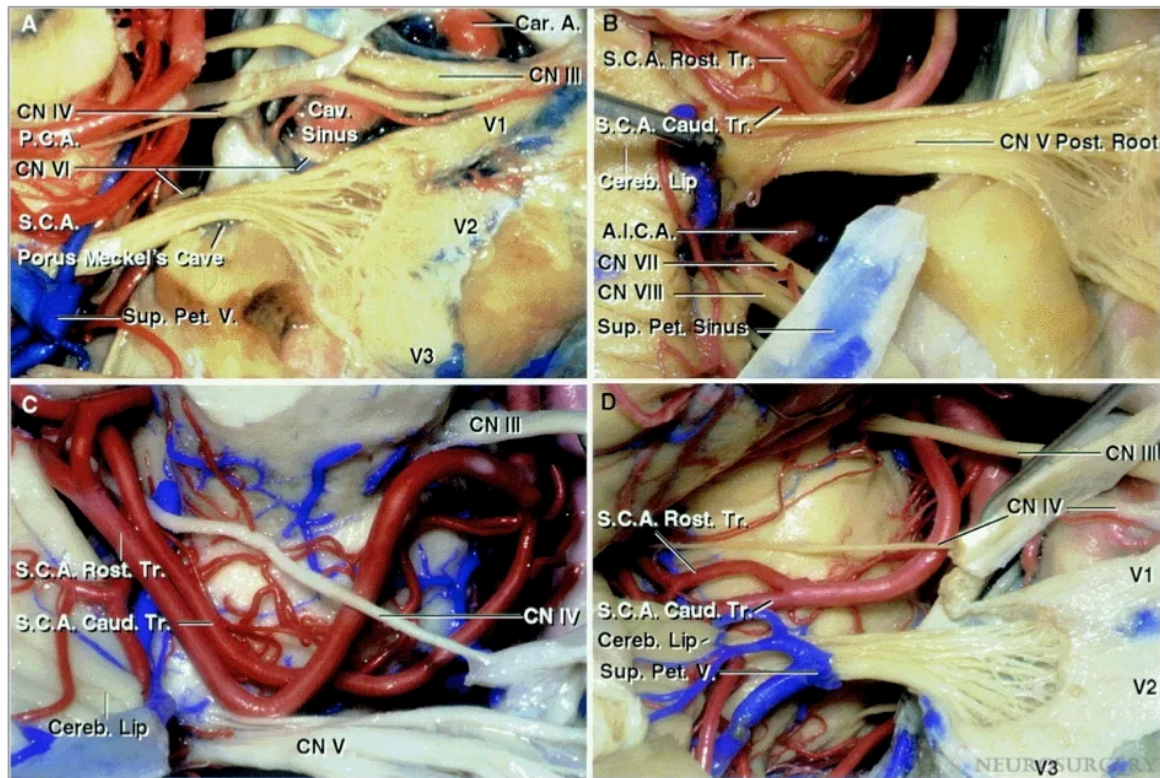 A
Car. A.
CN III
CN IV
Cav.
Sinus
P.C.A.
V1
CN VI
S.C.A.
V2
Porus Meckel's Cave
Sup. Pet. V.
V3
B
S.C.A. Rost. Tr.
S.C.A. Caud. Tr.
CN V Post. Root
Cereb. Lip
A.I.C.A.
CN VII
CN VIII
Sup. Pet. Sinus
C
CN III
S.C.A. Rost. Tr.
S.C.A. Caud. Tr.
CN IV
Cereb. Lip
CN V
D
CN III
CN IV
S.C.A. Rost. Tr.
V1
S.C.A. Caud. Tr.
Cereb. Lip
Sup. Pet. V.
V2
V3
NEUROSURGERY